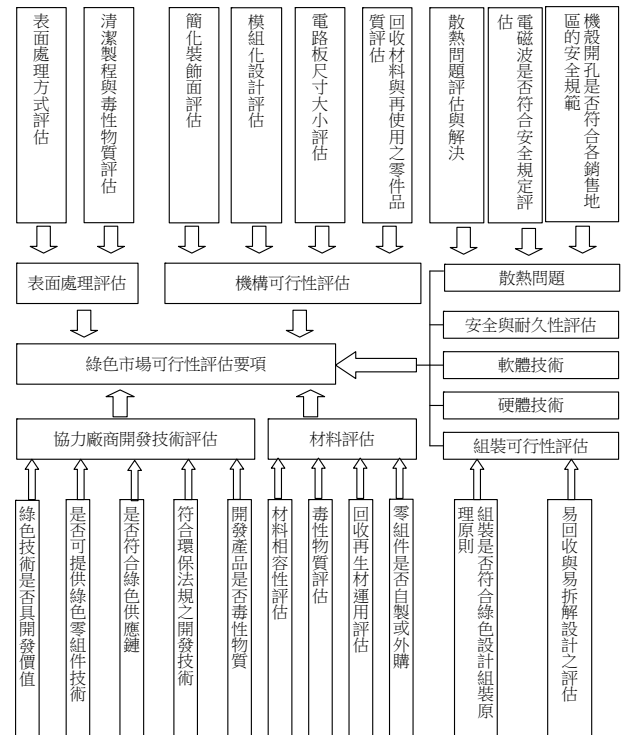 表面處理方式評估
清潔製程與毒性物質評估
簡化裝飾面評估
模組化設計評估
電路板尺寸大小評估
回收材料與再使用之零件品
質評估
散熱問題評估與解決
電磁波是否符合安全規定評
估
機殼開孔是否符合各銷售地
區的安全規範
表面處理評估
機構可行性評估
散熱問題
安全與耐久性評估
綠色市場可行性評估要項
軟體技術
硬體技術
協力廠商開發技術評估
材料評估
組裝可行性評估
綠色技術是否具開發價值
是否可提供綠色零組件技術
是否符合綠色供應鏈
符合環保法規之開發技術
開發產品是否毒性物質
材料相容性評估
毒性物質評估
回收再生材運用評估
零組件是否自製或外購
組裝是否符合綠色設計組裝原
理原則
易回收與易拆解設計之評估